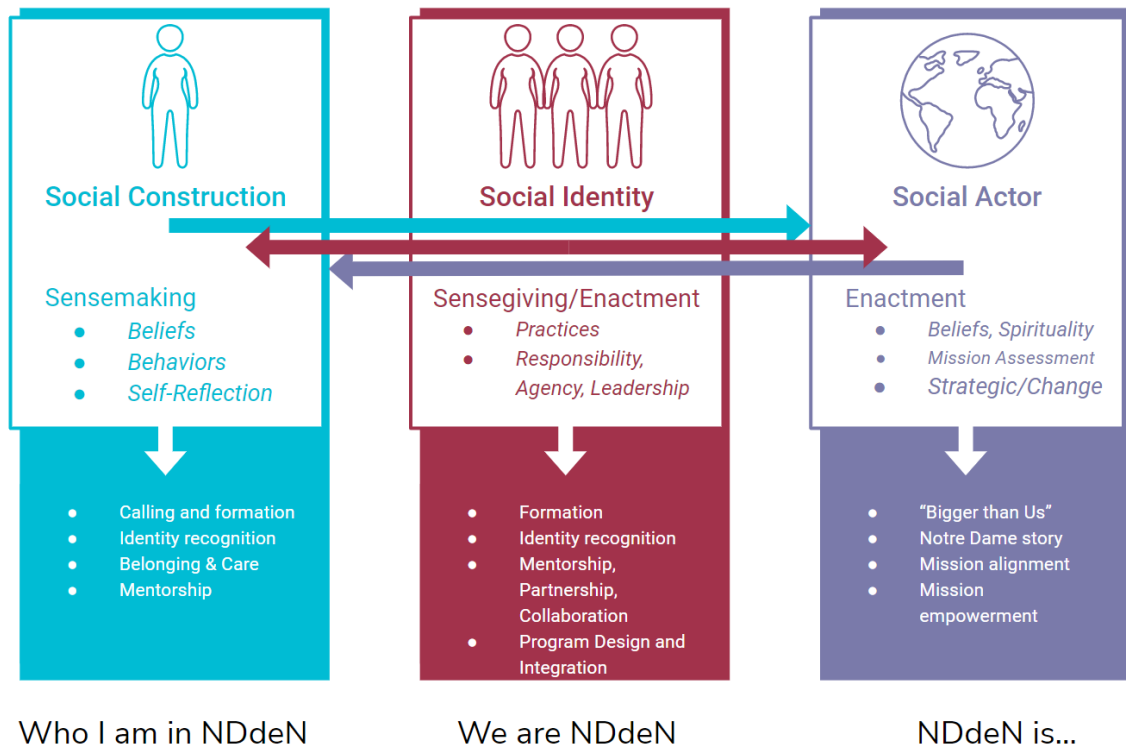 Social Construction
Sensemaking
● Beliefs
● Behaviors
● Self-Reflection
● Calling and formation
● Identity recognition
● Belonging & Care
● Mentorship
Who I am in NDdeN
Social Identity
Sensegiving/Enactment
● Practices
● Responsibility,
Agency, Leadership
● Formation
● Identity recognition
● Mentorship,
Partnership,
Collaboration
● Program Design and
Integration
We are NDdeN
Social Actor
Enactment
● Beliefs, Spirituality
● Mission Assessment
● Strategic/Change
● “Bigger than Us”
● Notre Dame story
● Mission alignment
● Mission
empowerment
NDdeN is...